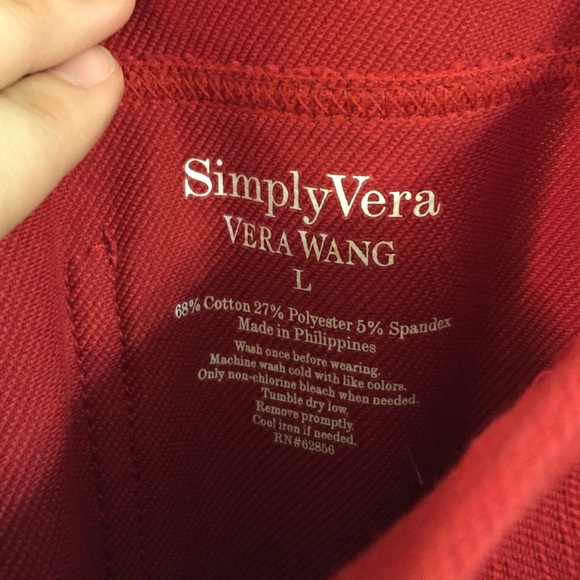 SimplyVera
VERA WANG
L
68% Cotton 27% Polyester 5% Spandex
Made in Philippines
Wash once before wearing.
Machine wash cold with like colors.
Only non-chlorine bleach when needed.
Tumble dry low.
Remove promptly.
Cool iron if needed.
RN#62856